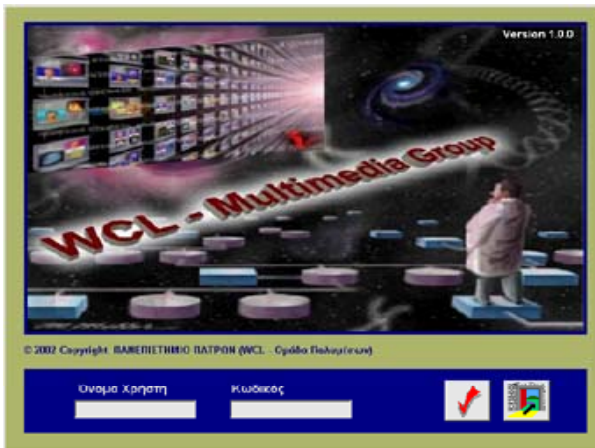 Version 1.0.0
WCL - Multimedia Group
© 2002 Copyright ΠΑΝΕΠΙΣΤΗΜΙΟ ΠΑΤΡΩΝ (WCL - Ομάδα Πολυμέσων)
Όνομα Χρήστη
Κωδικός